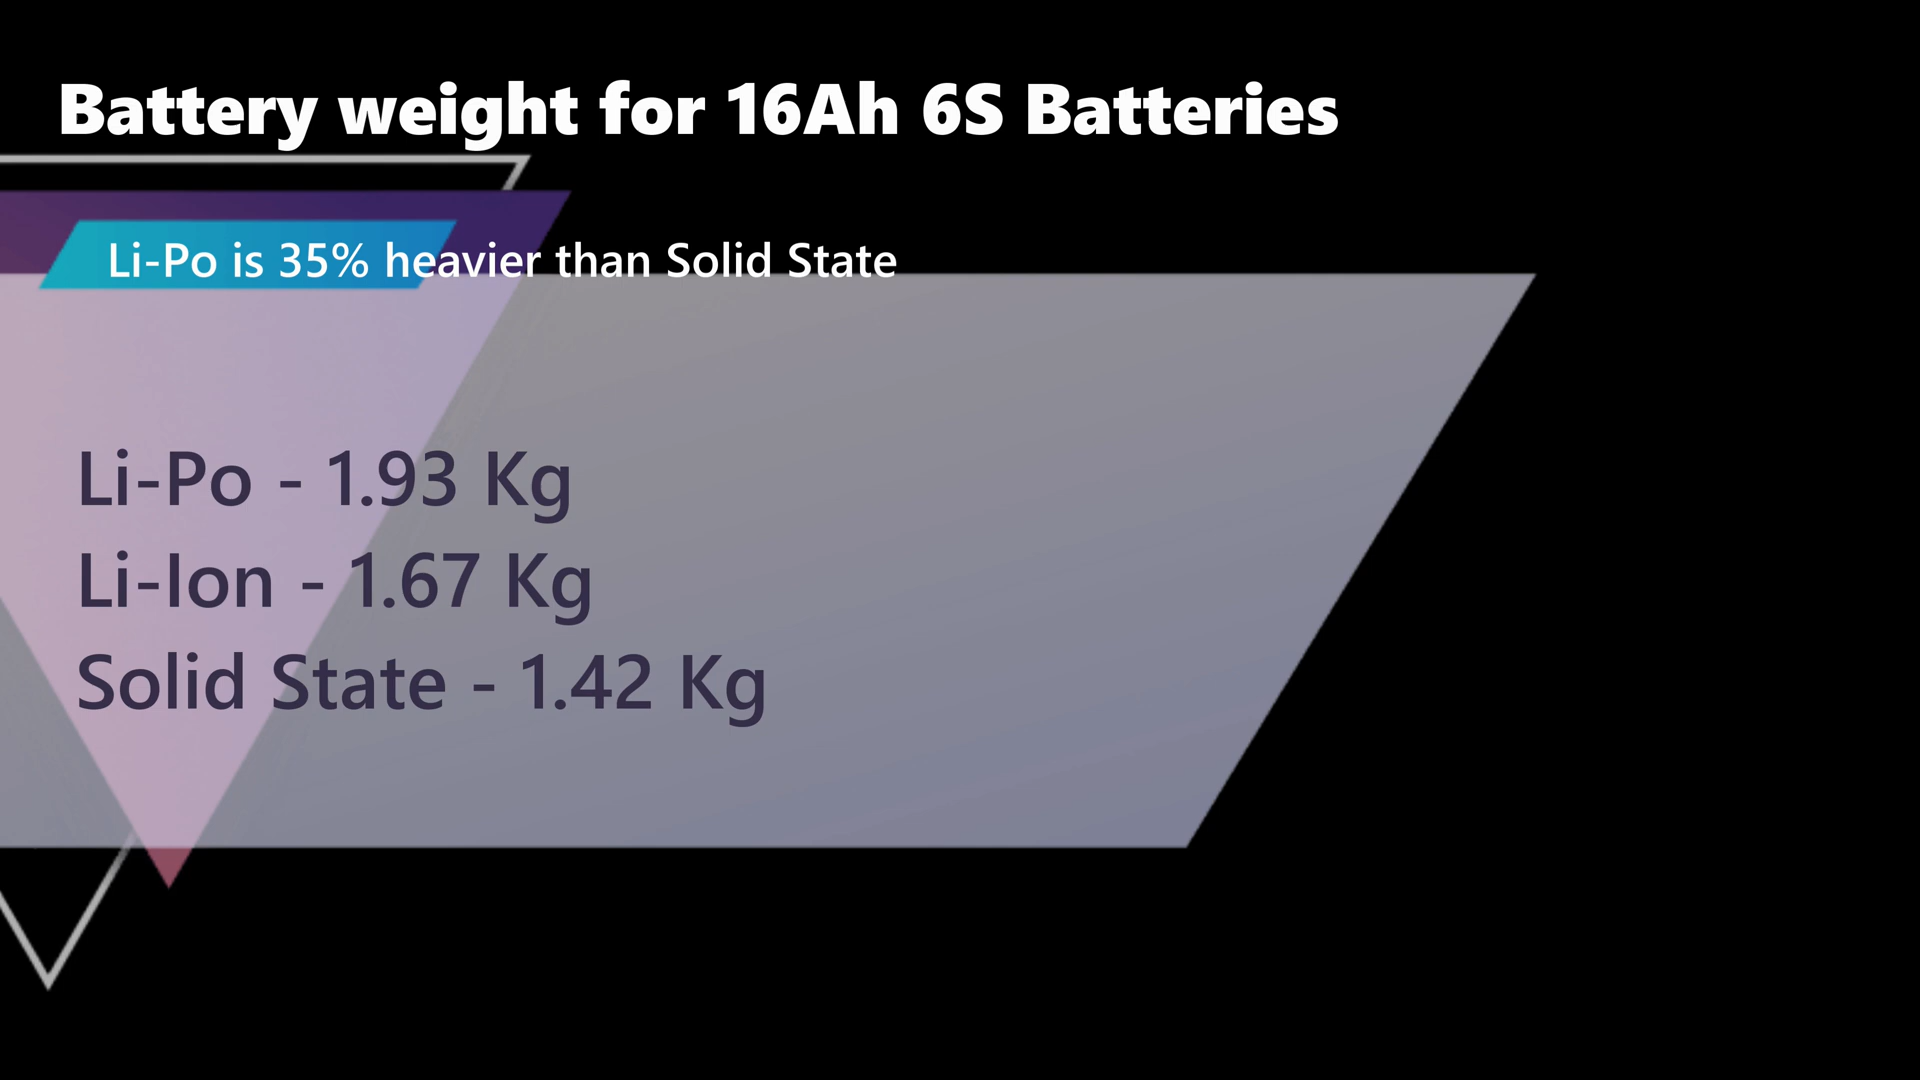 Battery weight for 16Ah 6S Batteries
Li-Po is 35% heavier than Solid State
Li-Po - 1.93 Kg
Li-Ion - 1.67 Kg
Solid State - 1.42 Kg